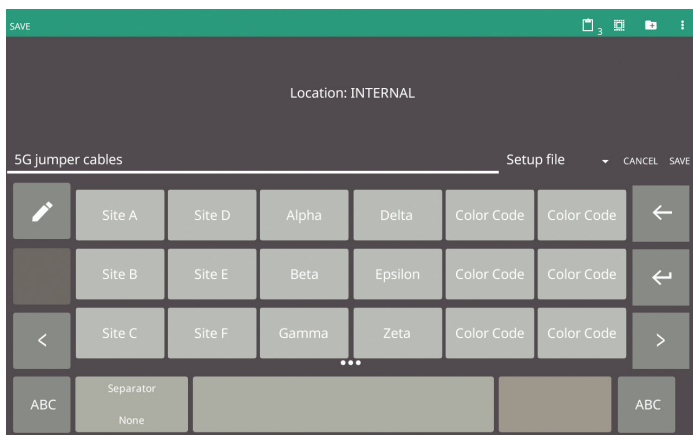 SAVE
3
Location: INTERNAL
5G jumper cables
Setup file
CANCEL SAVE
Site A Site D Alpha Delta Color Code Color Code
Site B Site E Beta Epsilon Color Code Color Code
< Site C Site F Gamma Zeta Color Code Color Code >
ABC
Separator
None
ABC